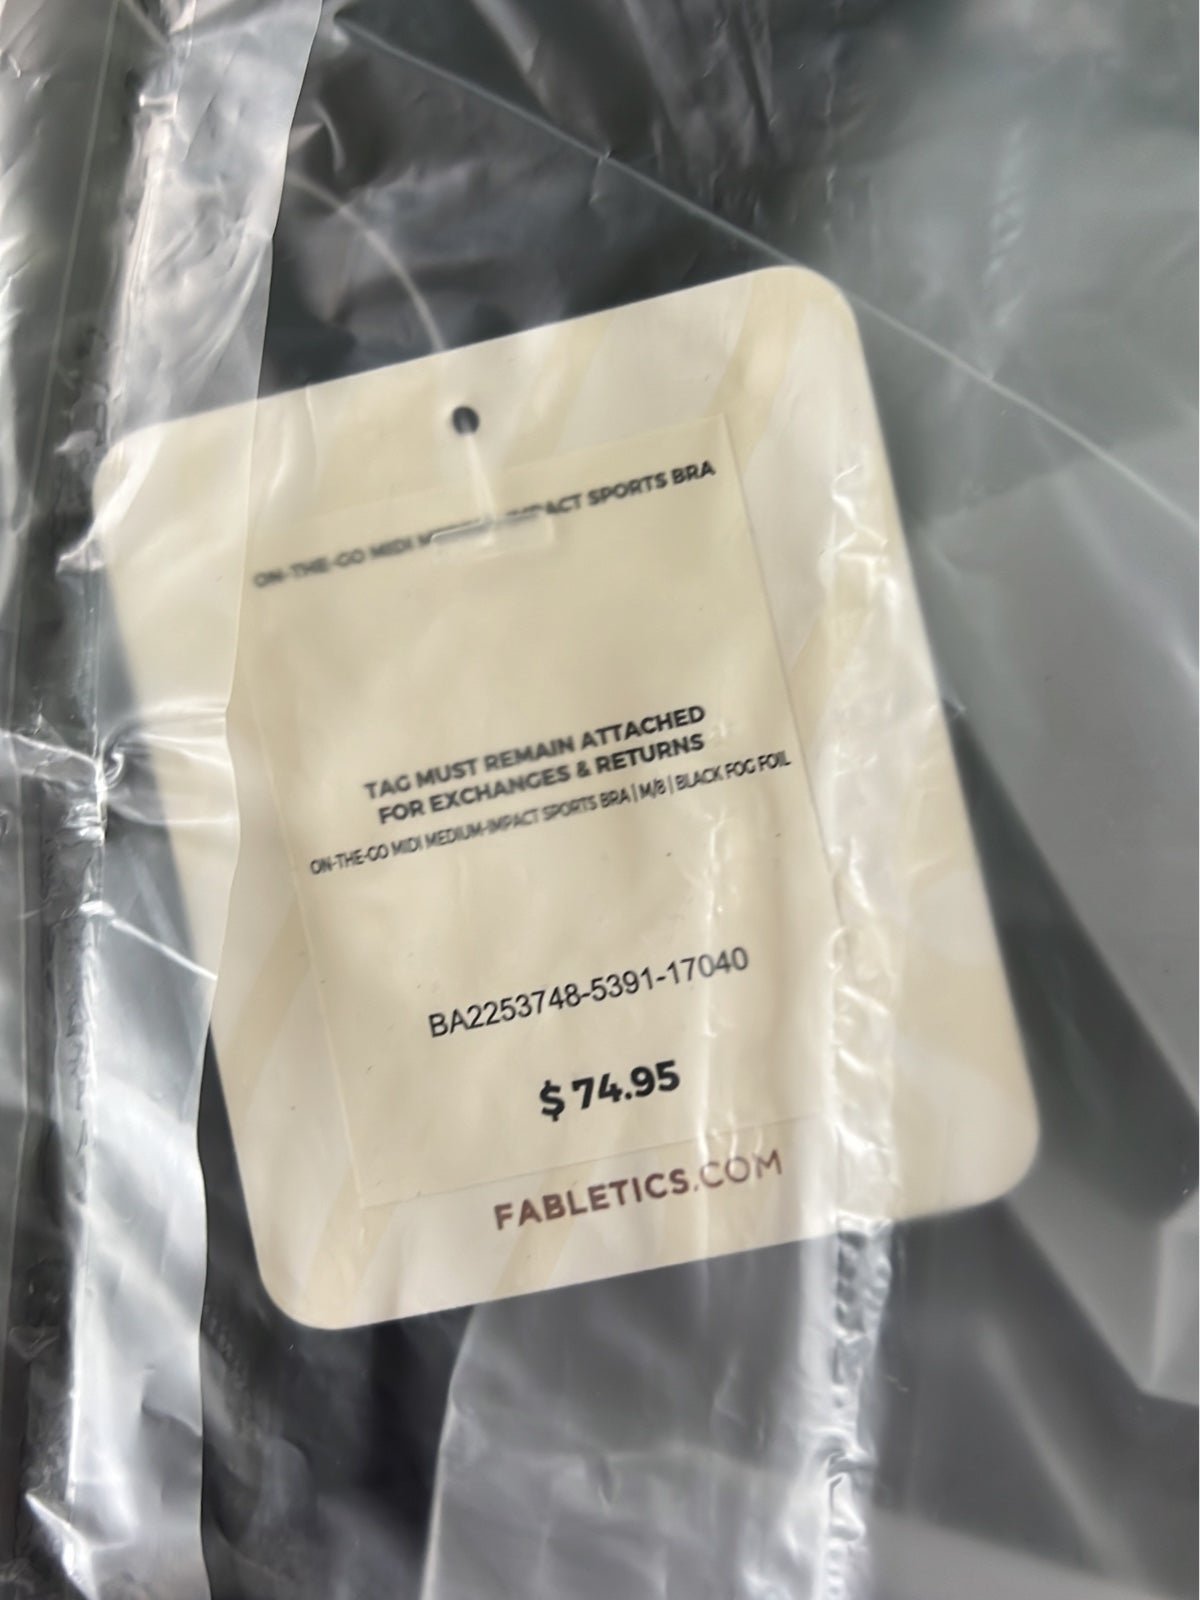 ON-THE-GO MIDI MEDIUM-IMPACT SPORTS BRA
TAG MUST REMAIN ATTACHED
FOR EXCHANGES & RETURNS
ON-THE-GO MIDI MEDIUM-IMPACT SPORTS BRA | M/8 | BLACK FOG FOIL
BA2253748-5391-17040
$ 74.95
FABLETICS.COM